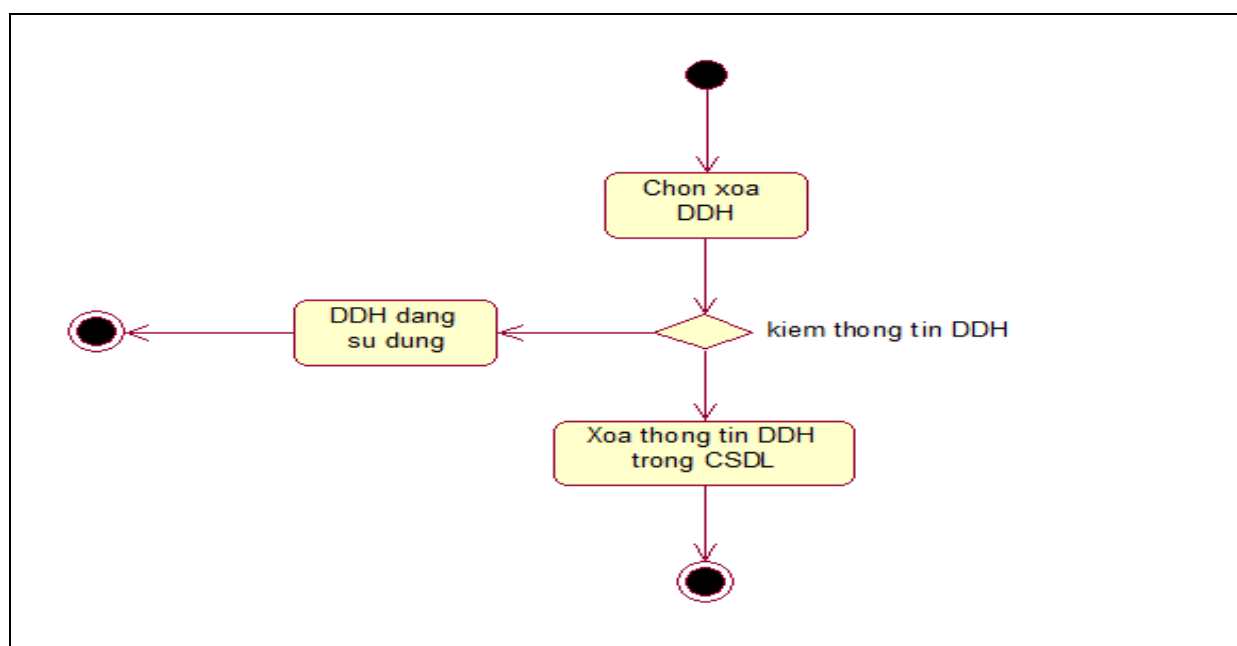 Chon xoa
DDH
DDH dang
su dung
kiem thong tin DDH
Xoa thong tin DDH
trong CSDL